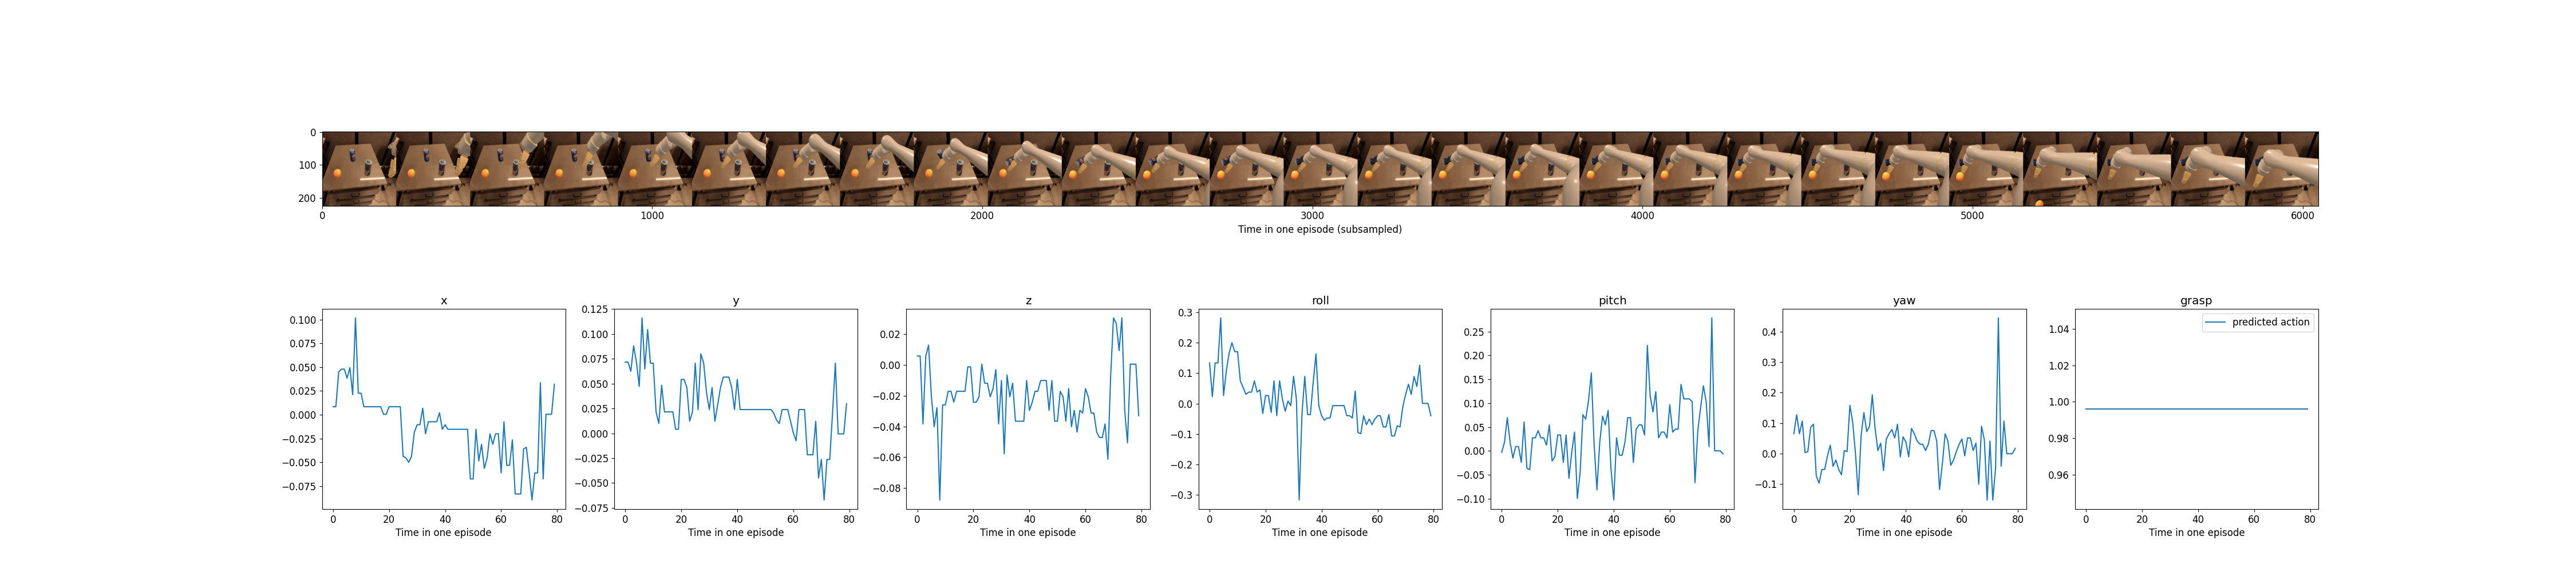 0
100
200
0 1000 2000 3000 4000 5000 6000
Time in one episode (subsampled)
x y z roll pitch yaw grasp
0.100
0.075
0.050
0.025
0.000
−0.025
−0.050
−0.075
0 20 40 60 80
Time in one episode
0.125
0.100
0.075
0.050
0.025
0.000
−0.025
−0.050
−0.075
0 20 40 60 80
Time in one episode
0.02
0.00
−0.02
−0.04
−0.06
−0.08
0 20 40 60 80
Time in one episode
0.3
0.2
0.1
0.0
−0.1
−0.2
−0.3
0 20 40 60 80
Time in one episode
0.25
0.20
0.15
0.10
0.05
0.00
−0.05
−0.10
0 20 40 60 80
Time in one episode
0.4
0.3
0.2
0.1
0.0
−0.1
0 20 40 60 80
Time in one episode
predicted action
1.04
1.02
1.00
0.98
0.96
0 20 40 60 80
Time in one episode